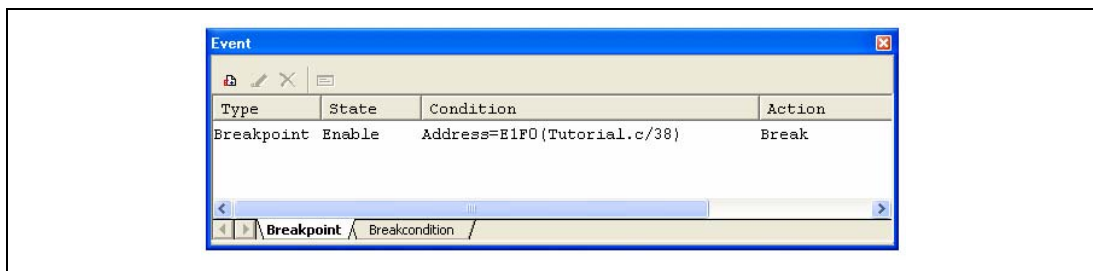 Event
Type State Condition Action
Breakpoint Enable Address=E1F0(Tutorial.c/38) Break
Breakpoint Breakcondition